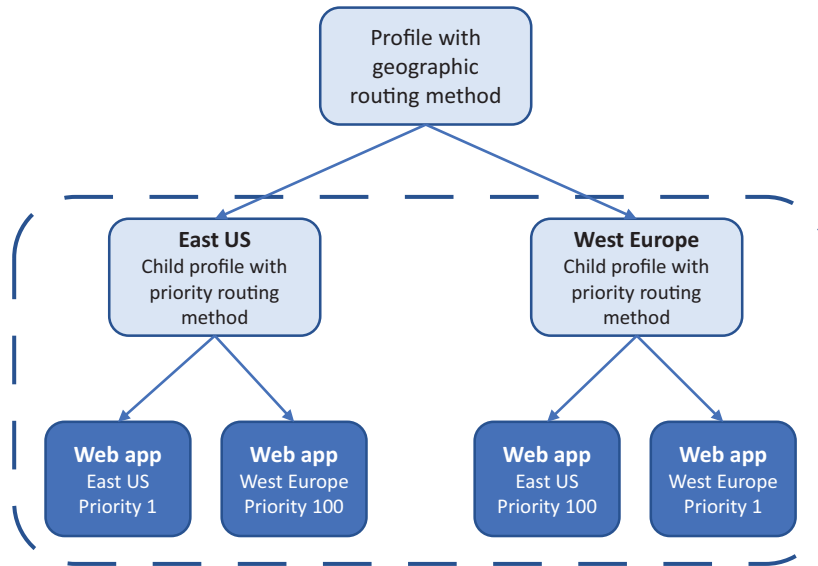 Profile with
geographic
routing method
East US
Child profile with
priority routing
method
West Europe
Child profile with
priority routing
method
Web app
East US
Priority 1
Web app
West Europe
Priority 100
Web app
East US
Priority 100
Web app
West Europe
Priority 1